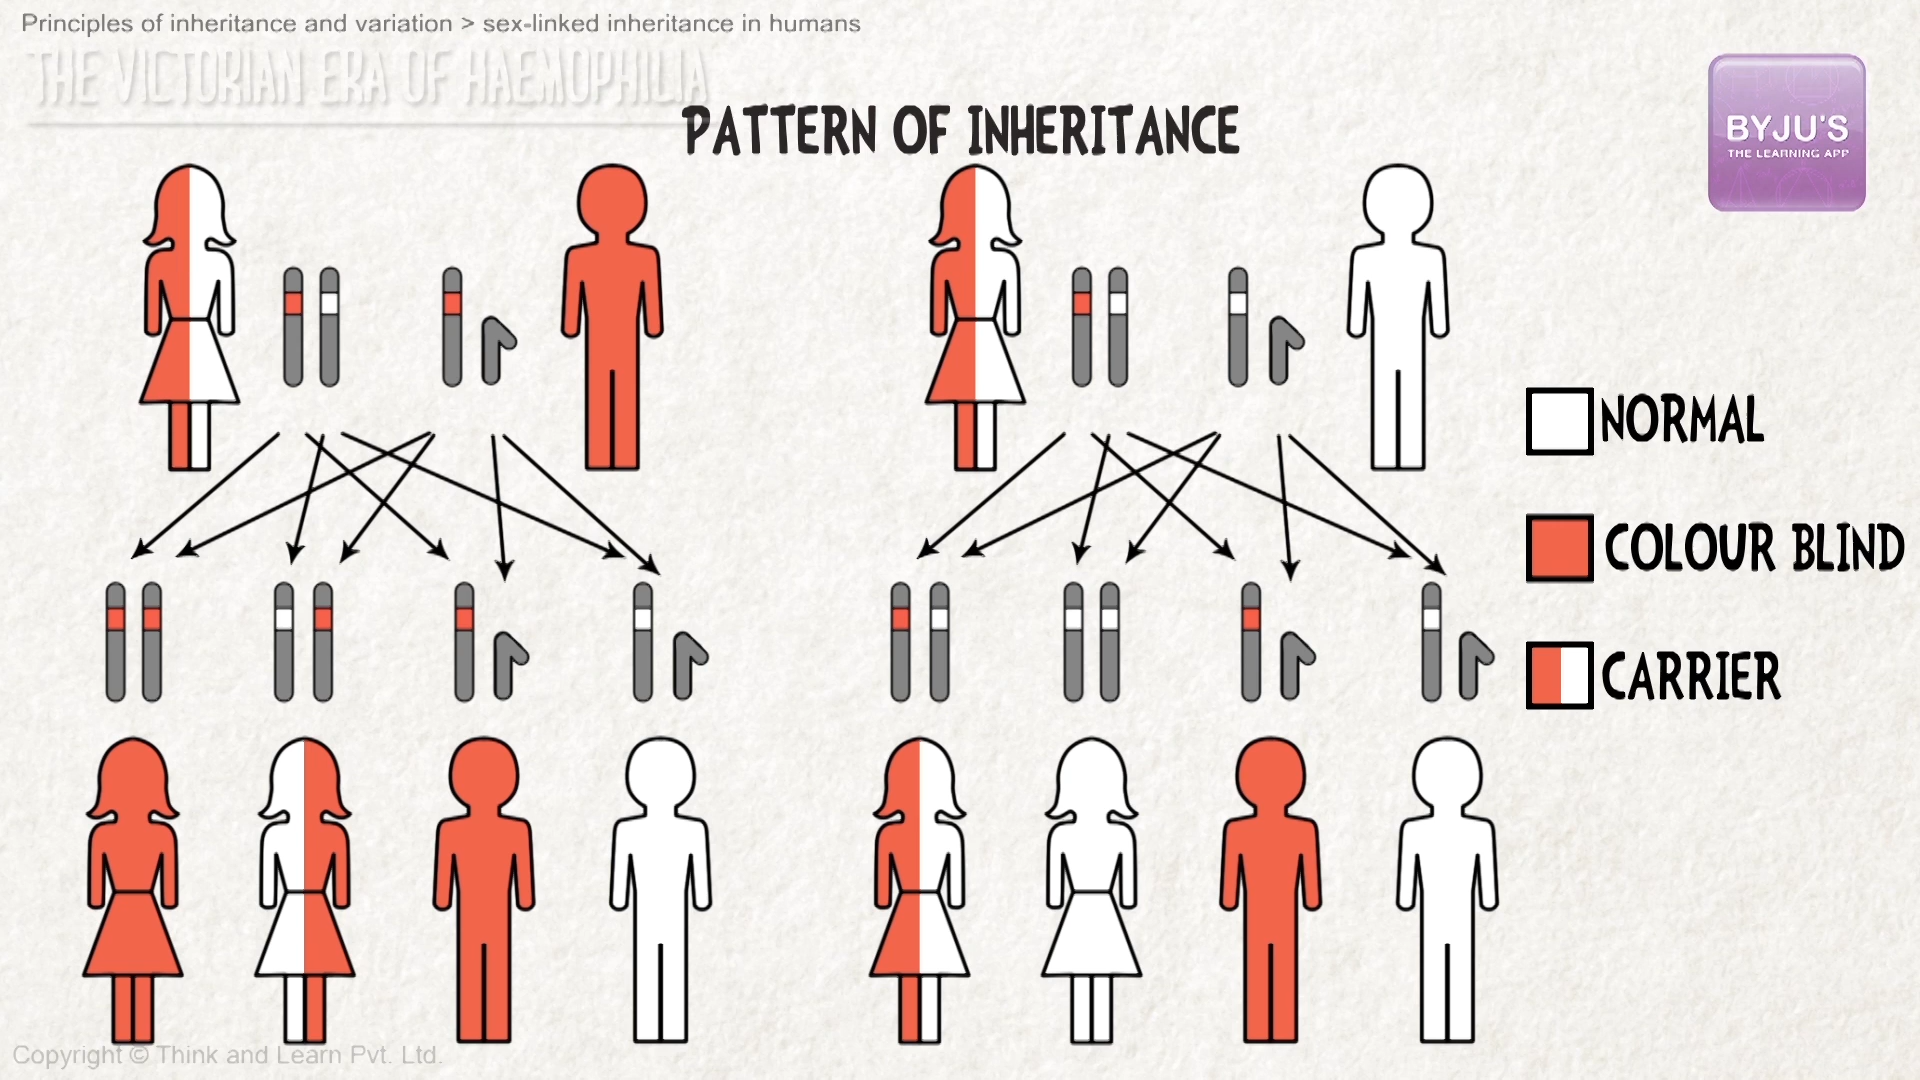 Principles of inheritance and variation > sex-linked inheritance in humans
THE VICTORIAN ERA OF HAEMOPHILIA
PATTERN OF INHERITANCE
BYJU'S
THE LEARNING APP
NORMAL
COLOUR BLIND
CARRIER
Copyright © Think and Learn Pvt. Ltd.